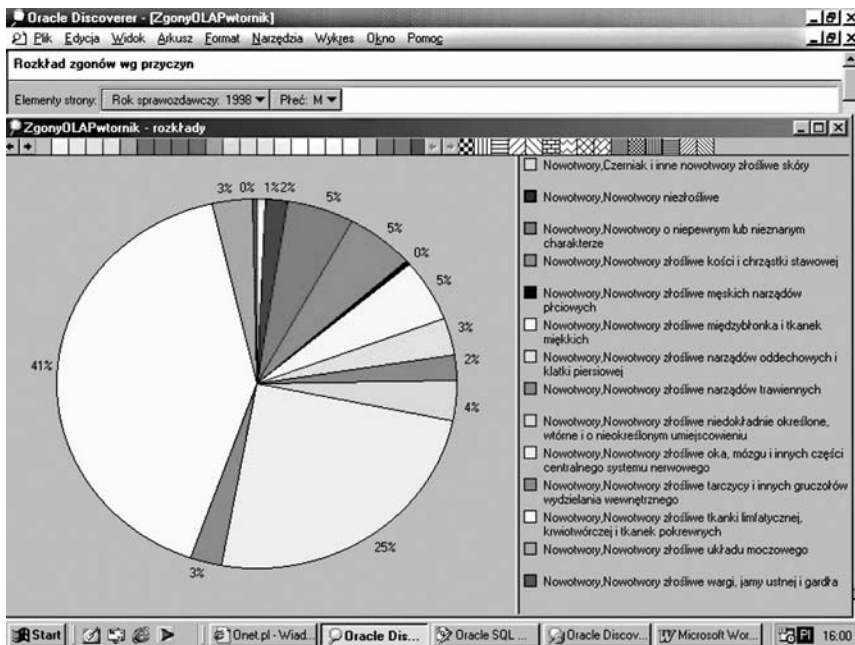 Oracle Discoverer - [ZgonyOLAPwtornik]
Plik Edycja Widok Arkusz Format Narzędzia Wykres Okno Pomoc
Rozkład zgonów wg przyczyn
Elementy strony: Rok sprawozdawczy: 1998 Płeć: M
ZgonyOLAPwtornik - rozkłady
3% 0% 1% 2% 5%
5%
0%
5%
3%
2%
4%
41%
25%
3%
Nowotwory,Czerniak i inne nowotwory złośliwe skóry
Nowotwory,Nowotwory niezłośliwe
Nowotwory,Nowotwory o niepewnym lub nieznanym
charakterze
Nowotwory,Nowotwory złośliwe kości i chrząstki stawowej
Nowotwory,Nowotwory złośliwe męskich narządów
płciowych
Nowotwory,Nowotwory złośliwe międzybłonka i tkanek
miękkich
Nowotwory,Nowotwory złośliwe narządów oddechowych i
klatki piersiowej
Nowotwory,Nowotwory złośliwe narządów trawiennych
Nowotwory,Nowotwory złośliwe niedokładnie określone,
wtórne i o nieokreślonym umiejscowieniu
Nowotwory,Nowotwory złośliwe oka, mózgu i innych części
centralnego systemu nerwowego
Nowotwory,Nowotwory złośliwe tarczycy i innych gruczołów
wydzielania wewnętrznego
Nowotwory,Nowotwory złośliwe tkanki limfatycznej,
krwiotwórczej i tkanek pokrewnych
Nowotwory,Nowotwory złośliwe układu moczowego
Nowotwory,Nowotwory złośliwe wargi, jamy ustnej i gardła
Start Onet.pl - Wiad... Oracle Dis... Oracle SQL ... Oracle Discov... Microsoft Wor... Pl 16:00